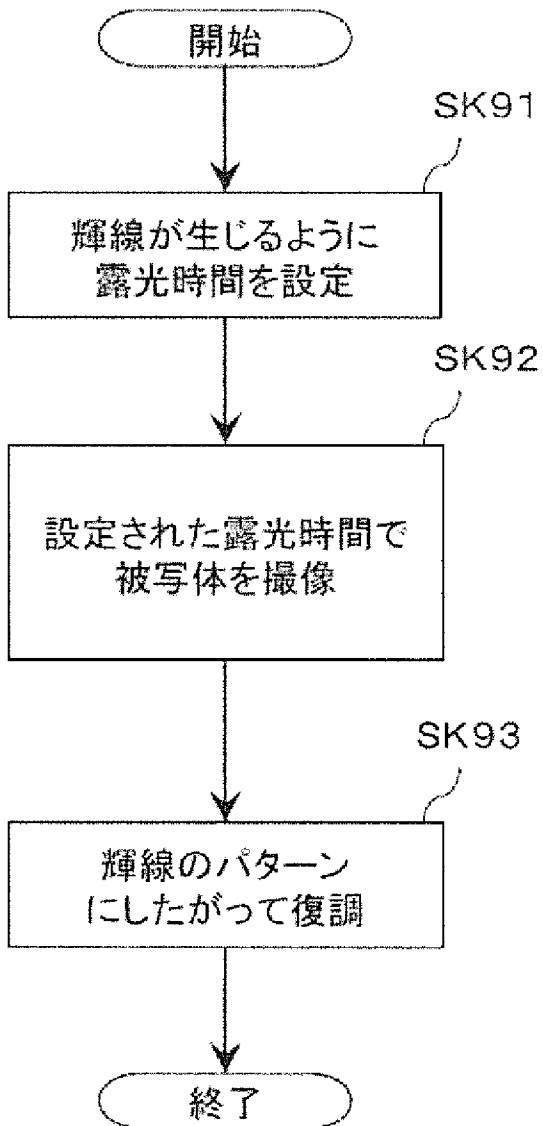 開始
SK91
輝線が生じるように
露光時間を設定
SK92
設定された露光時間で
被写体を撮像
SK93
輝線のパターン
にしたがって復調
終了